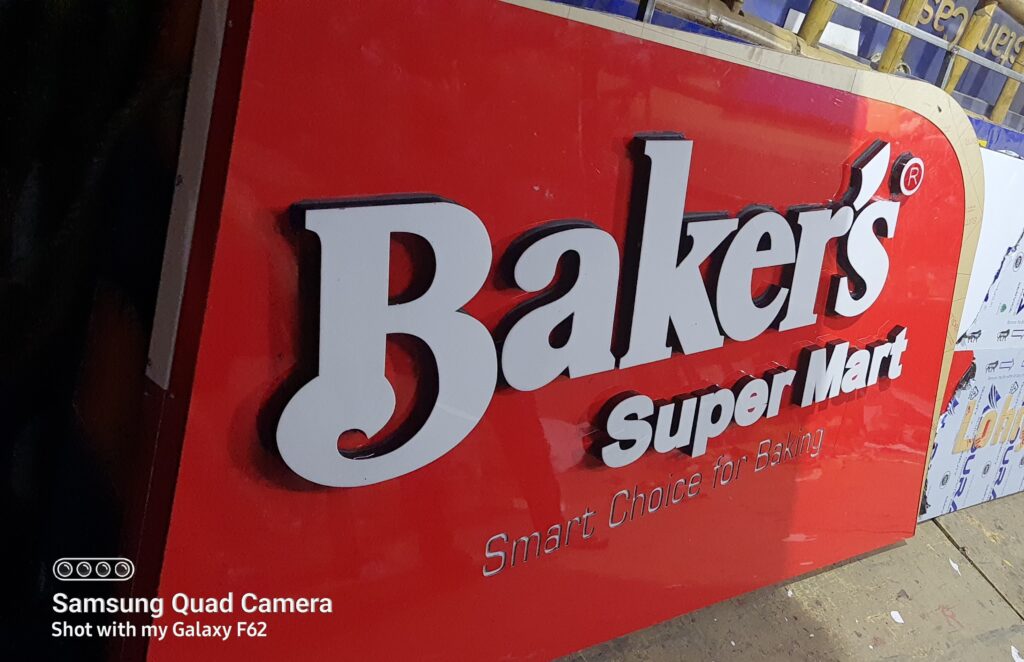 Baker's®
Super Mart
Smart Choice for Baking
Samsung Quad Camera
Shot with my Galaxy F62